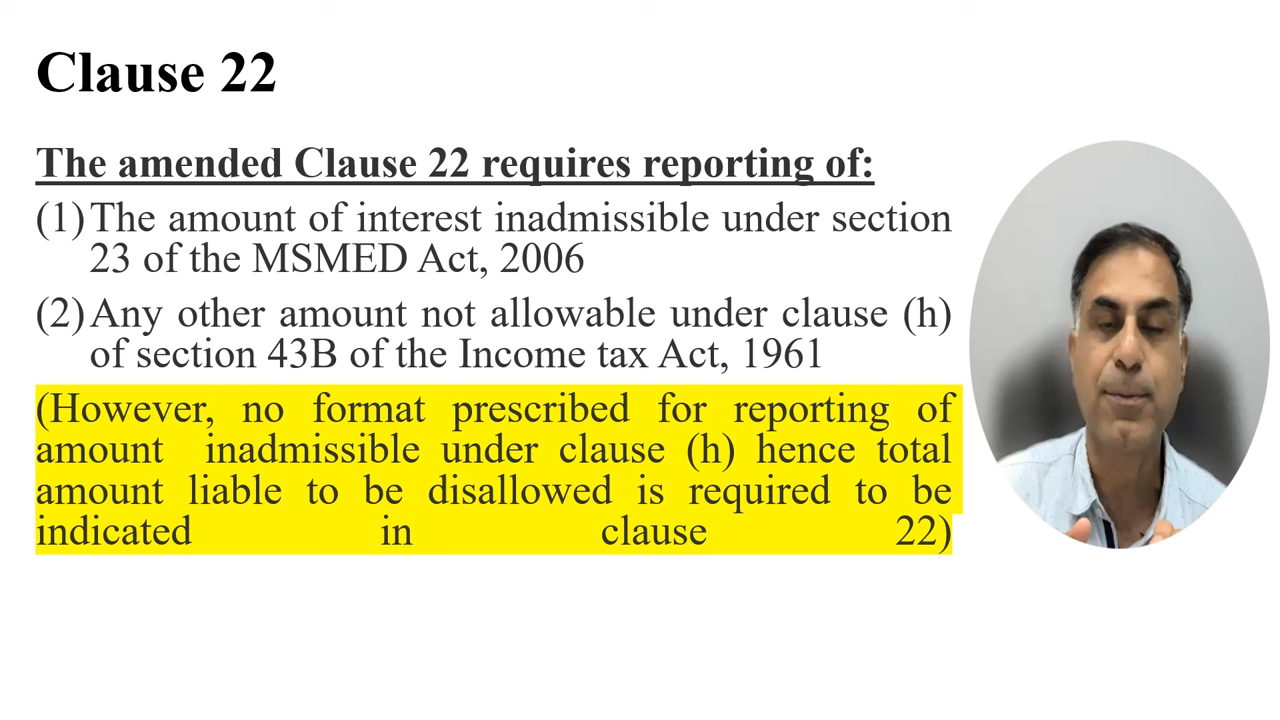 Clause 22
The amended Clause 22 requires reporting of:
(1) The amount of interest inadmissible under section
23 of the MSMED Act, 2006
(2) Any other amount not allowable under clause (h)
of section 43B of the Income tax Act, 1961
(However, no format prescribed for reporting of
amount inadmissible under clause (h) hence total
amount liable to be disallowed is required to be
indicated in clause 22)